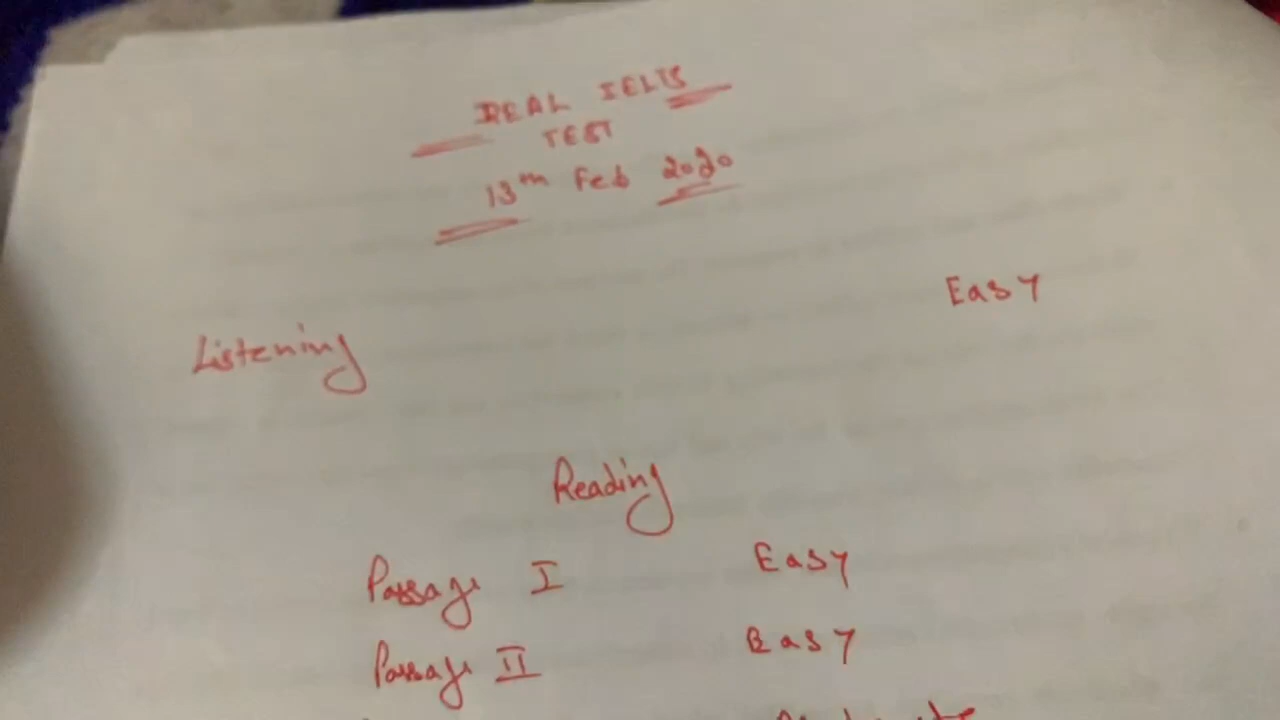 REAL IELTS
TEST
13th Feb 2020
Listening Easy
Reading
Passage I Easy
Passage II Easy